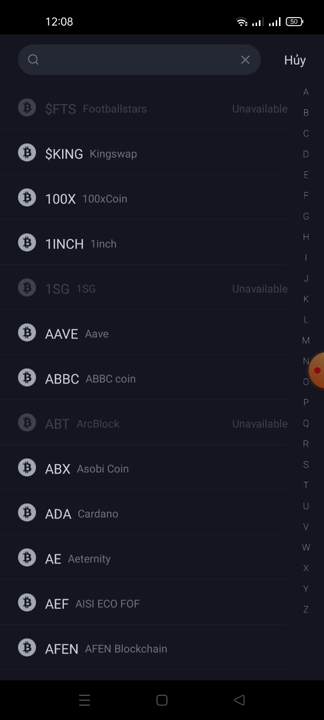 12:08
50
Hủy
$FTS Footballstars Unavailable
$KING Kingswap
100X 100xCoin
1INCH 1inch
1SG 1SG Unavailable
AAVE Aave
ABBC ABBC coin
ABT ArcBlock Unavailable
ABX Asobi Coin
ADA Cardano
AE Aeternity
AEF AISI ECO FOF
AFEN AFEN Blockchain
A
B
C
D
E
F
G
H
I
J
K
L
M
N
O
P
Q
R
S
T
U
V
W
X
Y
Z